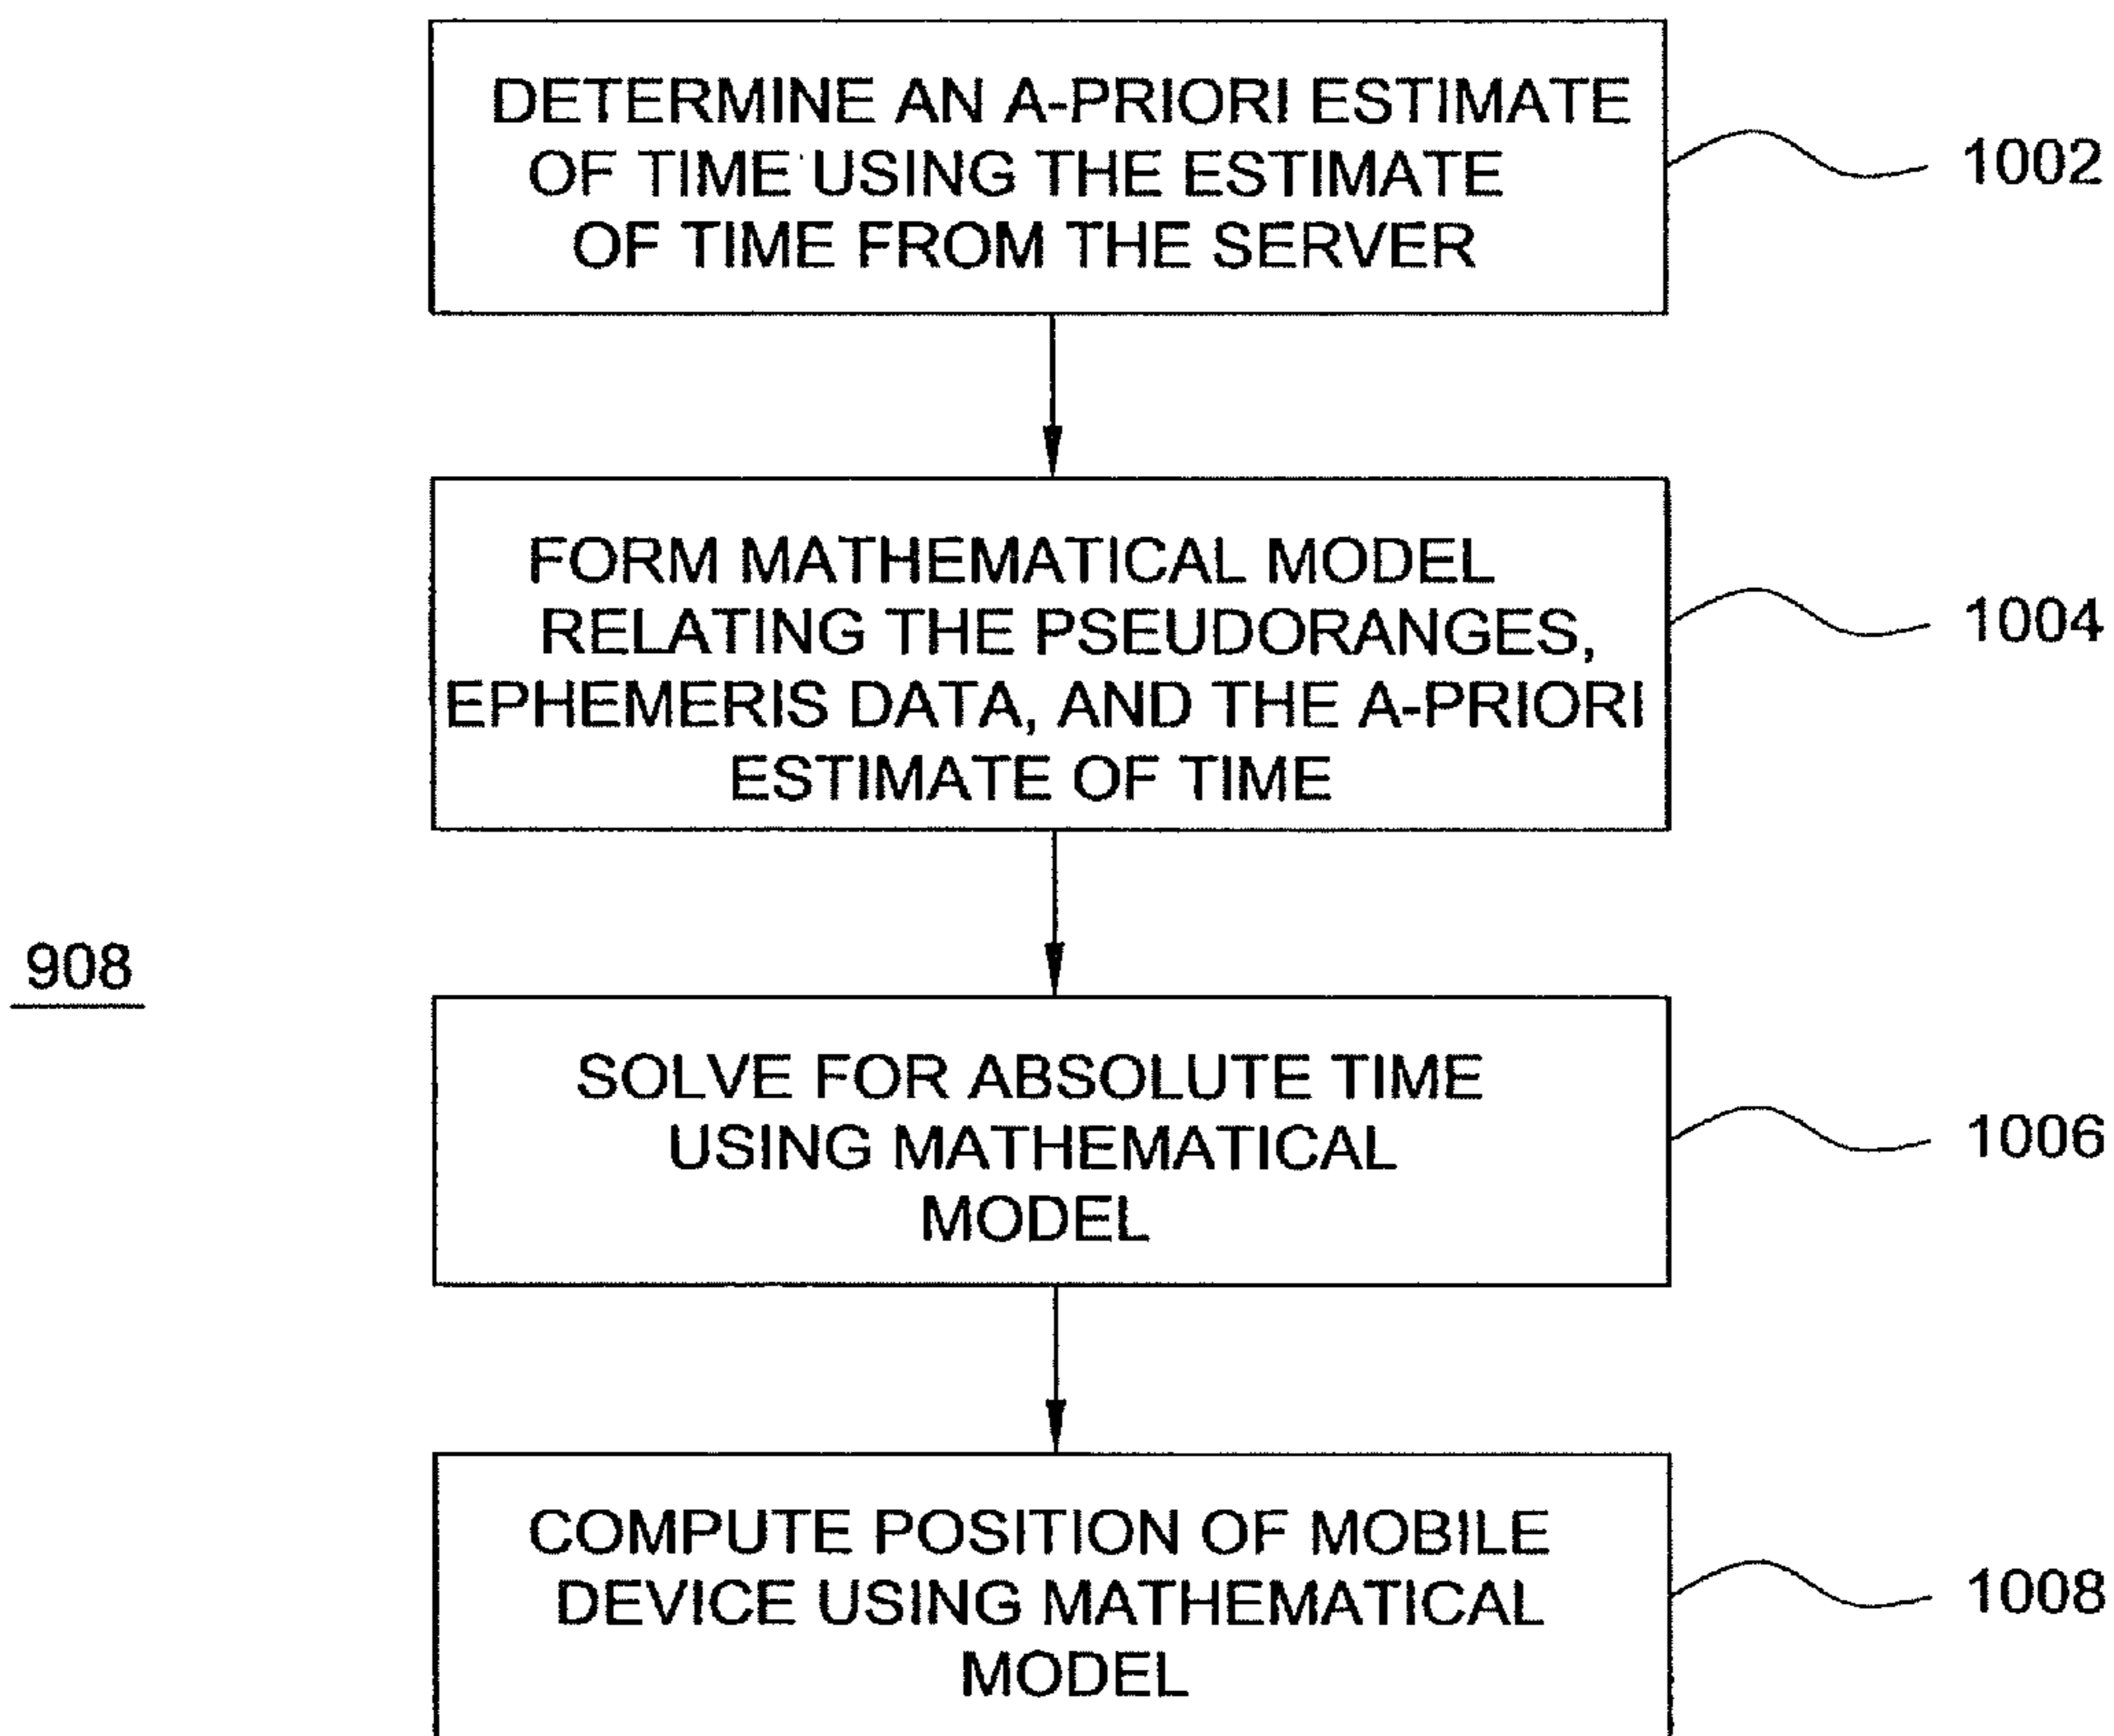 DETERMINE AN A-PRIORI ESTIMATE
OF TIME USING THE ESTIMATE
OF TIME FROM THE SERVER
1002
FORM MATHEMATICAL MODEL
RELATING THE PSEUDORANGES,
EPHEMERIS DATA, AND THE A-PRIORI
ESTIMATE OF TIME
1004
908
SOLVE FOR ABSOLUTE TIME
USING MATHEMATICAL
MODEL
1006
COMPUTE POSITION OF MOBILE
DEVICE USING MATHEMATICAL
MODEL
1008